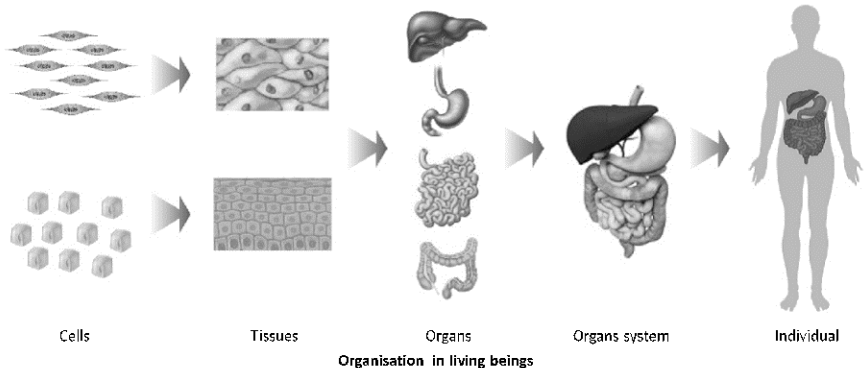 Cells
Tissues
Organs
Organs system
Individual
Organisation in living beings